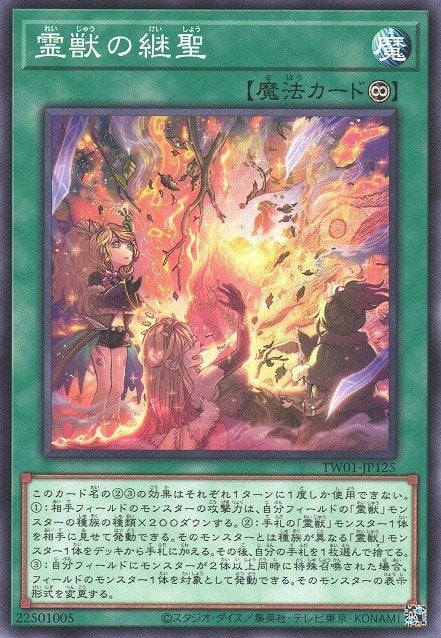 霊獣の継聖
魔
【魔法カード】
TW01-JP125
このカード名の②③の効果はそれぞれ1ターンに1度しか使用できない。
①：相手フィールドのモンスターの攻撃力は、自分フィールドの「霊獣」モ
ンスターの種族の種類×200ダウンする。②：手札の「霊獣」モンスター1体
を相手に見せて発動できる。そのモンスターとは種族が異なる「霊獣」モン
スター1体をデッキから手札に加える。その後、自分の手札を1枚選んで捨てる。
③：自分フィールドにモンスターが2体以上同時に特殊召喚された場合、
フィールドのモンスター1体を対象として発動できる。そのモンスターの表示
形式を変更する。
22501005
©スタジオ・ダイス／集英社・テレビ東京・KONAMI